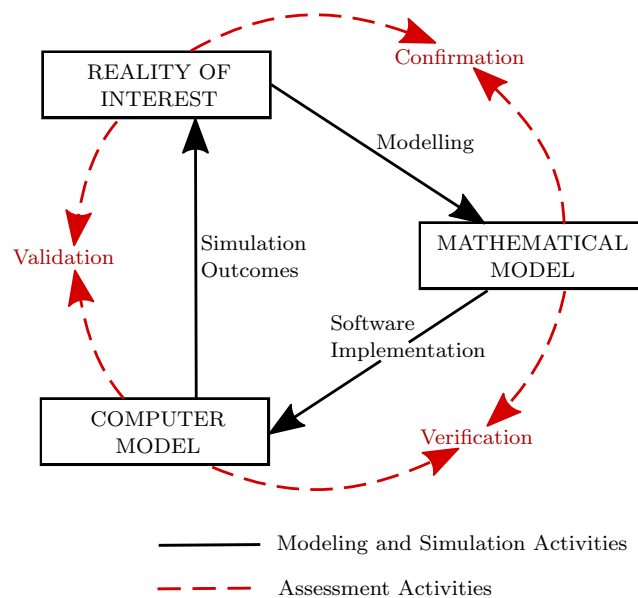 Confirmation
REALITY OF
INTEREST
Modelling
MATHEMATICAL
MODEL
Simulation
Outcomes
Validation
Software
Implementation
COMPUTER
MODEL
Verification
Modeling and Simulation Activities
Assessment Activities